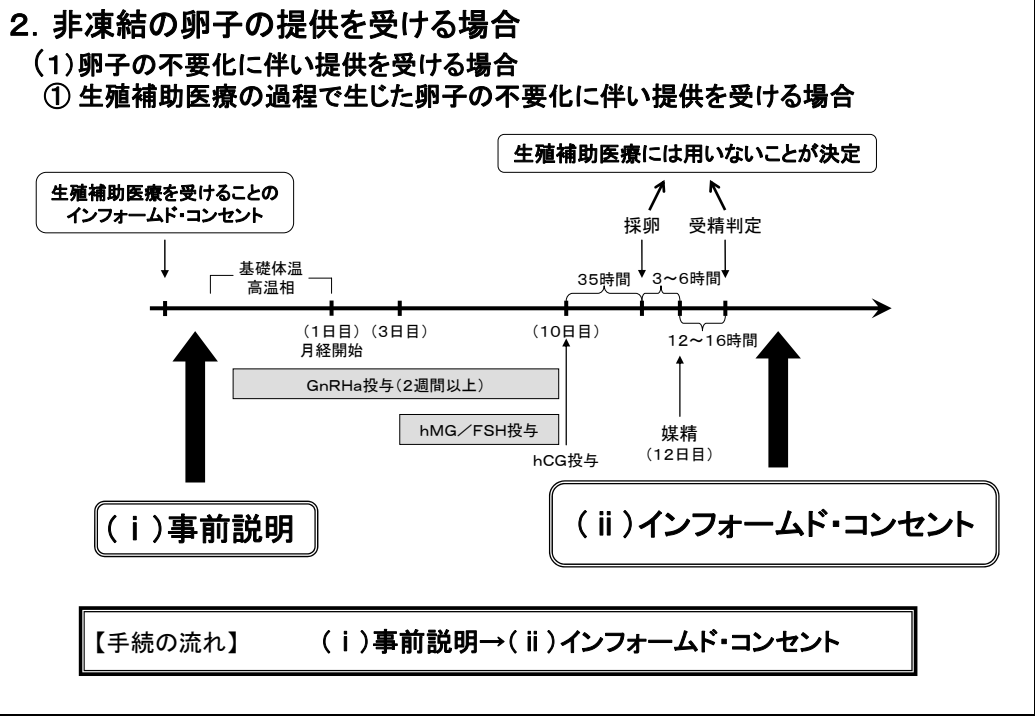 ２．非凍結の卵子の提供を受ける場合
（１）卵子の不要化に伴い提供を受ける場合
① 生殖補助医療の過程で生じた卵子の不要化に伴い提供を受ける場合
生殖補助医療には用いないことが決定
生殖補助医療を受けることの
インフォームド・コンセント
採卵
受精判定
基礎体温
高温相
35時間
3～6時間
（1日目）
月経開始
（3日目）
（10日目）
12～16時間
GnRHa投与（2週間以上）
hMG／FSH投与
hCG投与
媒精
（12日目）
（ⅰ）事前説明
（ⅱ）インフォームド・コンセント
【手続の流れ】 （ⅰ）事前説明→（ⅱ）インフォームド・コンセント